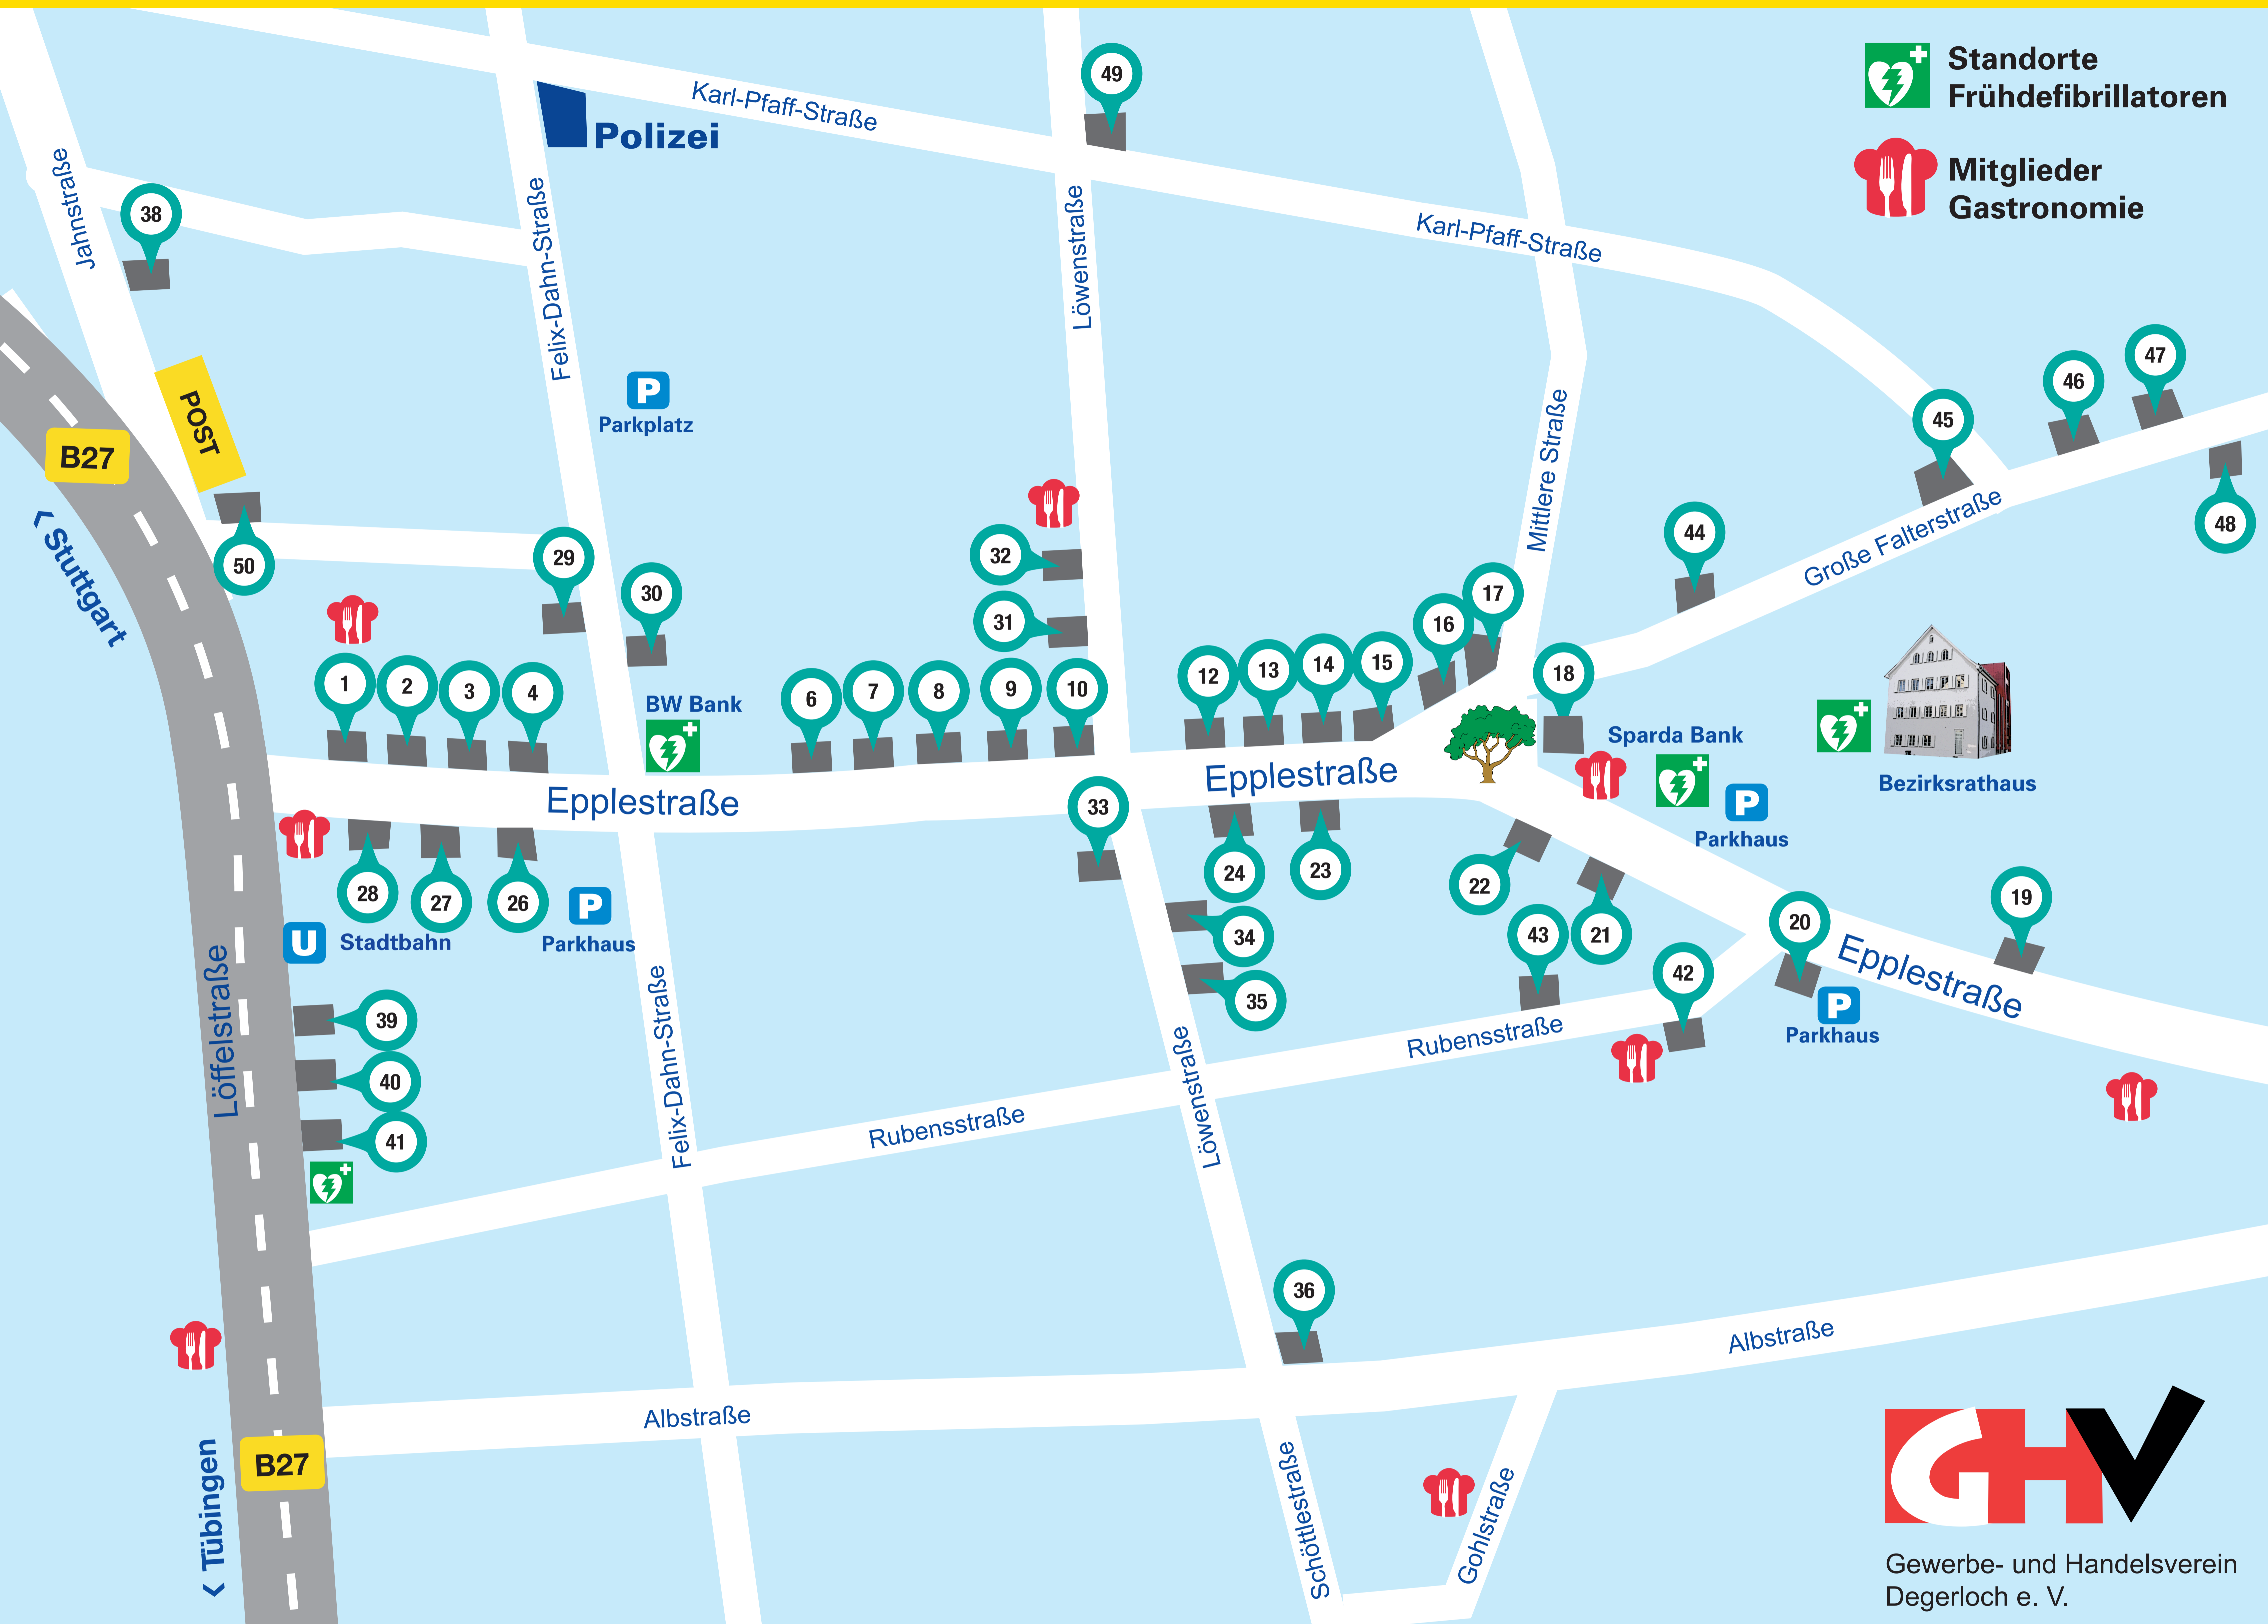 Standorte
Frühdefibrillatoren
Mitglieder
Gastronomie
49
Karl-Pfaff-Straße
Polizei
Jahnstraße
38
Felix-Dahn-Straße
Löwenstraße
Karl-Pfaff-Straße
POST
B27
< Stuttgart
P
Parkplatz
Mittlere Straße
47
46
45
48
44
Große Falterstraße
50
29
30
32
31
17
16
18
1
2
3
4
BW Bank
6
7
8
9
10
12
13
14
15
Sparda Bank
Bezirksrathaus
Epplestraße
Epplestraße
P
Parkhaus
33
28
27
26
P
Parkhaus
24
23
22
21
43
42
20
19
U
Stadtbahn
34
35
Epplestraße
P
Parkhaus
Löffelstraße
39
40
41
Felix-Dahn-Straße
Rubensstraße
Löwenstraße
Rubensstraße
36
Albstraße
Albstraße
B27
< Tübingen
Schöttlestraße
Gohlstraße
GHV
Gewerbe- und Handelsverein
Degerloch e. V.